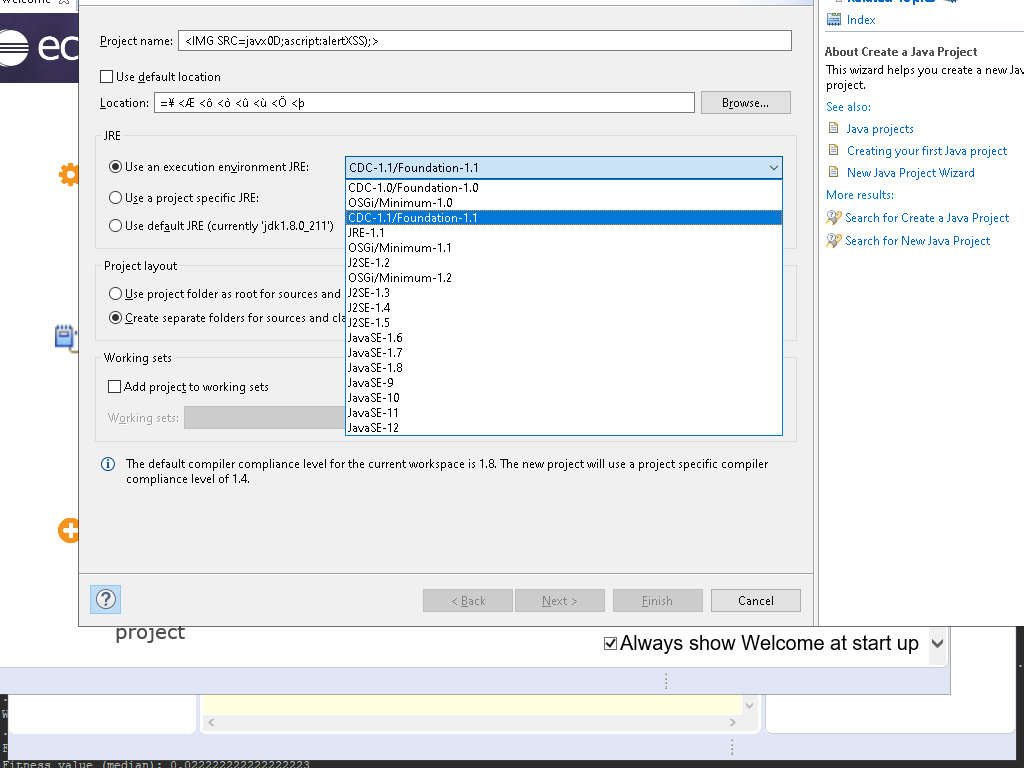 Project name: <IMG SRC=javx0D;ascript:alertXSS);>
Use default location
Location: =¥ <Æ <ô <ò <û <ù <Ö <þ
Browse...
JRE
Use an execution environment JRE: CDC-1.1/Foundation-1.1
Use a project specific JRE:
Use default JRE (currently 'jdk1.8.0_211')
CDC-1.0/Foundation-1.0
OSGi/Minimum-1.0
CDC-1.1/Foundation-1.1
JRE-1.1
OSGi/Minimum-1.1
J2SE-1.2
OSGi/Minimum-1.2
J2SE-1.3
J2SE-1.4
J2SE-1.5
JavaSE-1.6
JavaSE-1.7
JavaSE-1.8
JavaSE-9
JavaSE-10
JavaSE-11
JavaSE-12
Project layout
Use project folder as root for sources and
Create separate folders for sources and cla
Working sets
Add project to working sets
Working sets:
The default compiler compliance level for the current workspace is 1.8. The new project will use a project specific compiler
compliance level of 1.4.
< Back
Next >
Finish
Cancel
Index
About Create a Java Project
This wizard helps you create a new Jav
project.
See also:
Java projects
Creating your first Java project
New Java Project Wizard
More results:
Search for Create a Java Project
Search for New Java Project
ec
project
Always show Welcome at start up
Fitness value (median): 0.022222222222222223